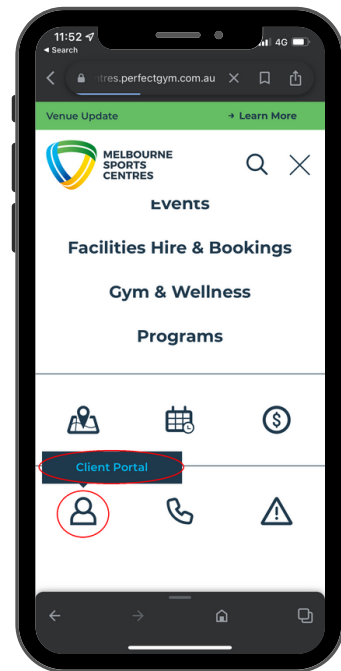 11:52
4G
Search
tres.perfectgym.com.au
Venue Update
→ Learn More
MELBOURNE
SPORTS
CENTRES
Events
Facilities Hire & Bookings
Gym & Wellness
Programs
Client Portal